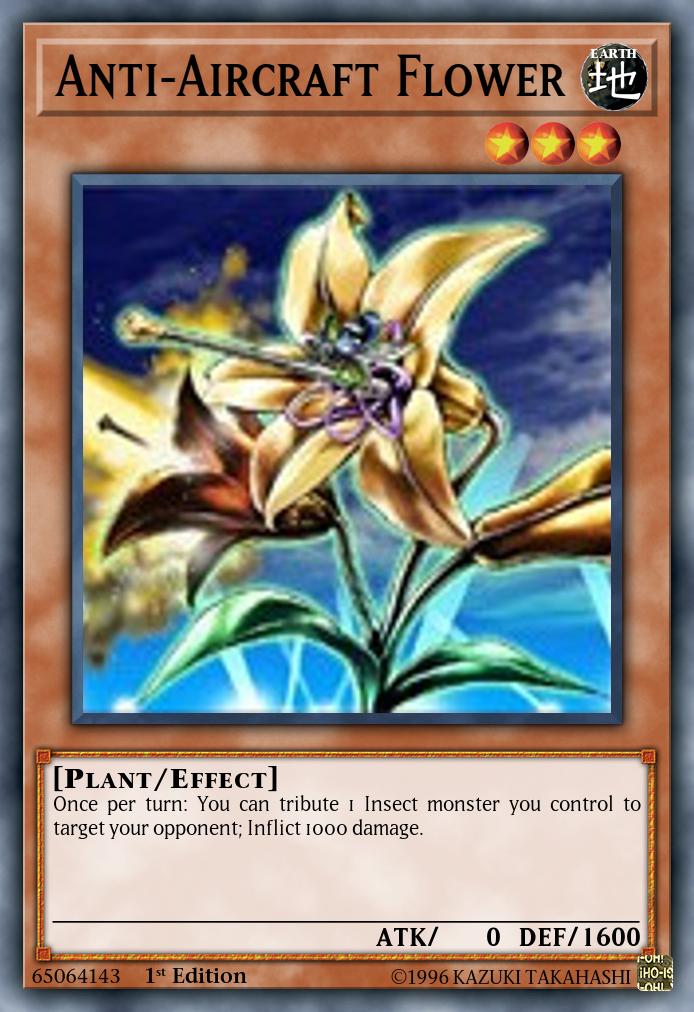 Anti-Aircraft Flower
EARTH
地
[Plant/Effect]
Once per turn: You can tribute 1 Insect monster you control to
target your opponent; Inflict 1000 damage.
ATK/ 0 DEF/1600
65064143 1st Edition ©1996 KAZUKI TAKAHASHI